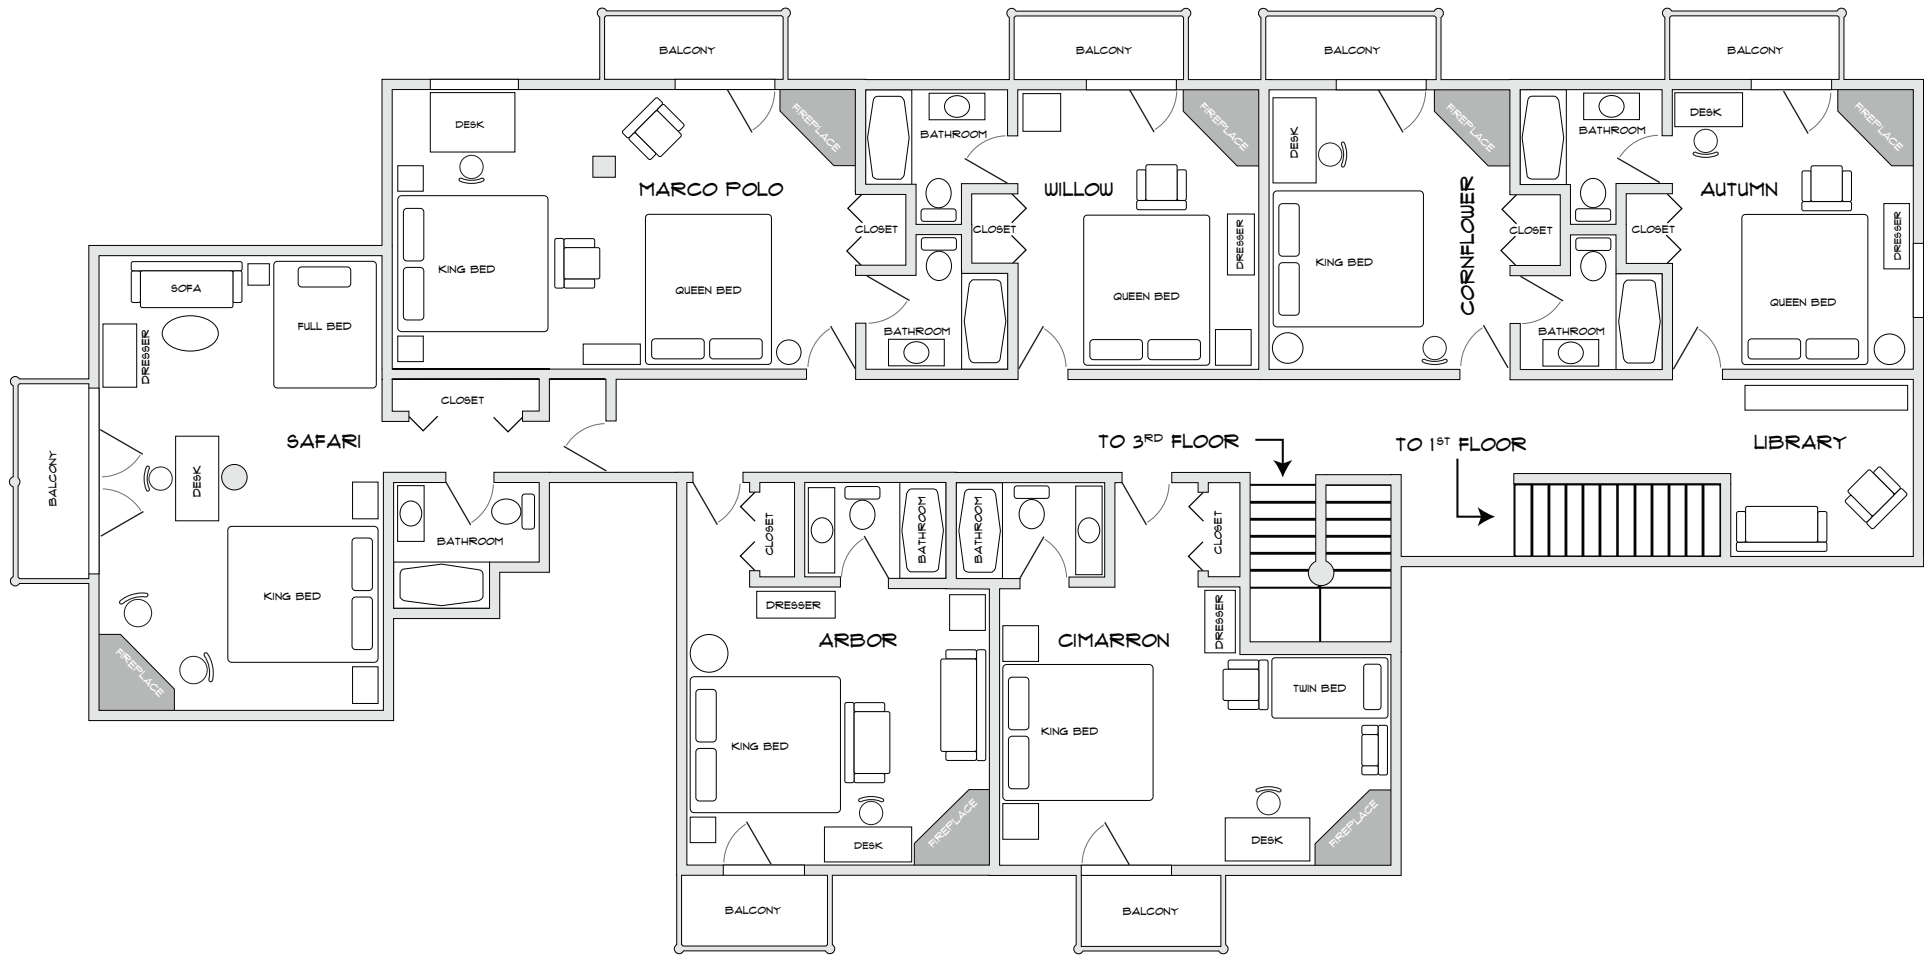 BALCONY
BALCONY
BALCONY
BALCONY
DESK
FIREPLACE
BATHROOM
FIREPLACE
DESK
FIREPLACE
BATHROOM
DESK
FIREPLACE
MARCO POLO
WILLOW
CORNFLOWER
AUTUMN
CLOSET
CLOSET
DRESSER
CLOSET
CLOSET
DRESSER
KING BED
QUEEN BED
QUEEN BED
KING BED
QUEEN BED
BATHROOM
BATHROOM
SOFA
FULL BED
DRESSER
CLOSET
SAFARI
TO 3RD FLOOR
TO 1ST FLOOR
LIBRARY
BALCONY
DESK
BATHROOM
CLOSET
BATHROOM
BATHROOM
CLOSET
KING BED
FIREPLACE
DRESSER
DRESSER
ARBOR
CIMARRON
TWIN BED
KING BED
KING BED
DESK
FIREPLACE
DESK
FIREPLACE
BALCONY
BALCONY